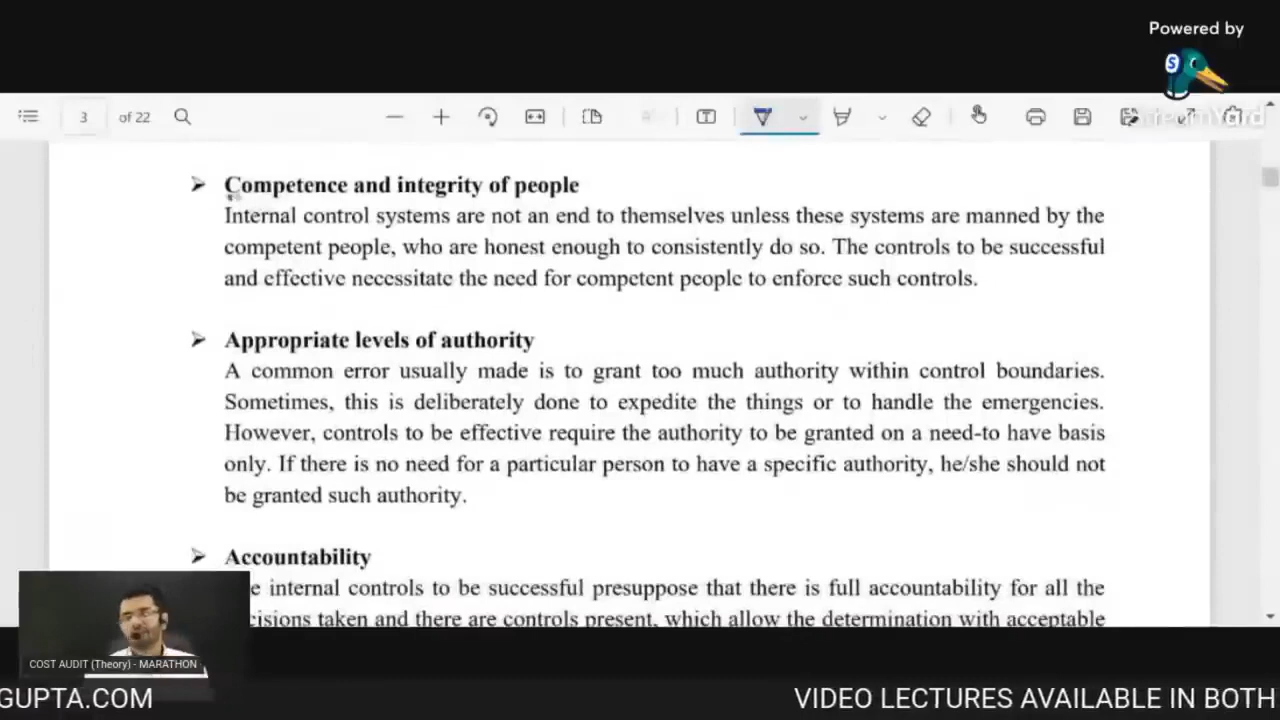 Powered by
3 of 22
Competence and integrity of people
Internal control systems are not an end to themselves unless these systems are manned by the
competent people, who are honest enough to consistently do so. The controls to be successful
and effective necessitate the need for competent people to enforce such controls.
Appropriate levels of authority
A common error usually made is to grant too much authority within control boundaries.
Sometimes, this is deliberately done to expedite the things or to handle the emergencies.
However, controls to be effective require the authority to be granted on a need-to have basis
only. If there is no need for a particular person to have a specific authority, he/she should not
be granted such authority.
Accountability
e internal controls to be successful presuppose that there is full accountability for all the
cisions taken and there are controls present, which allow the determination with acceptable
COST AUDIT (Theory) - MARATHON
GUPTA.COM
VIDEO LECTURES AVAILABLE IN BOTH